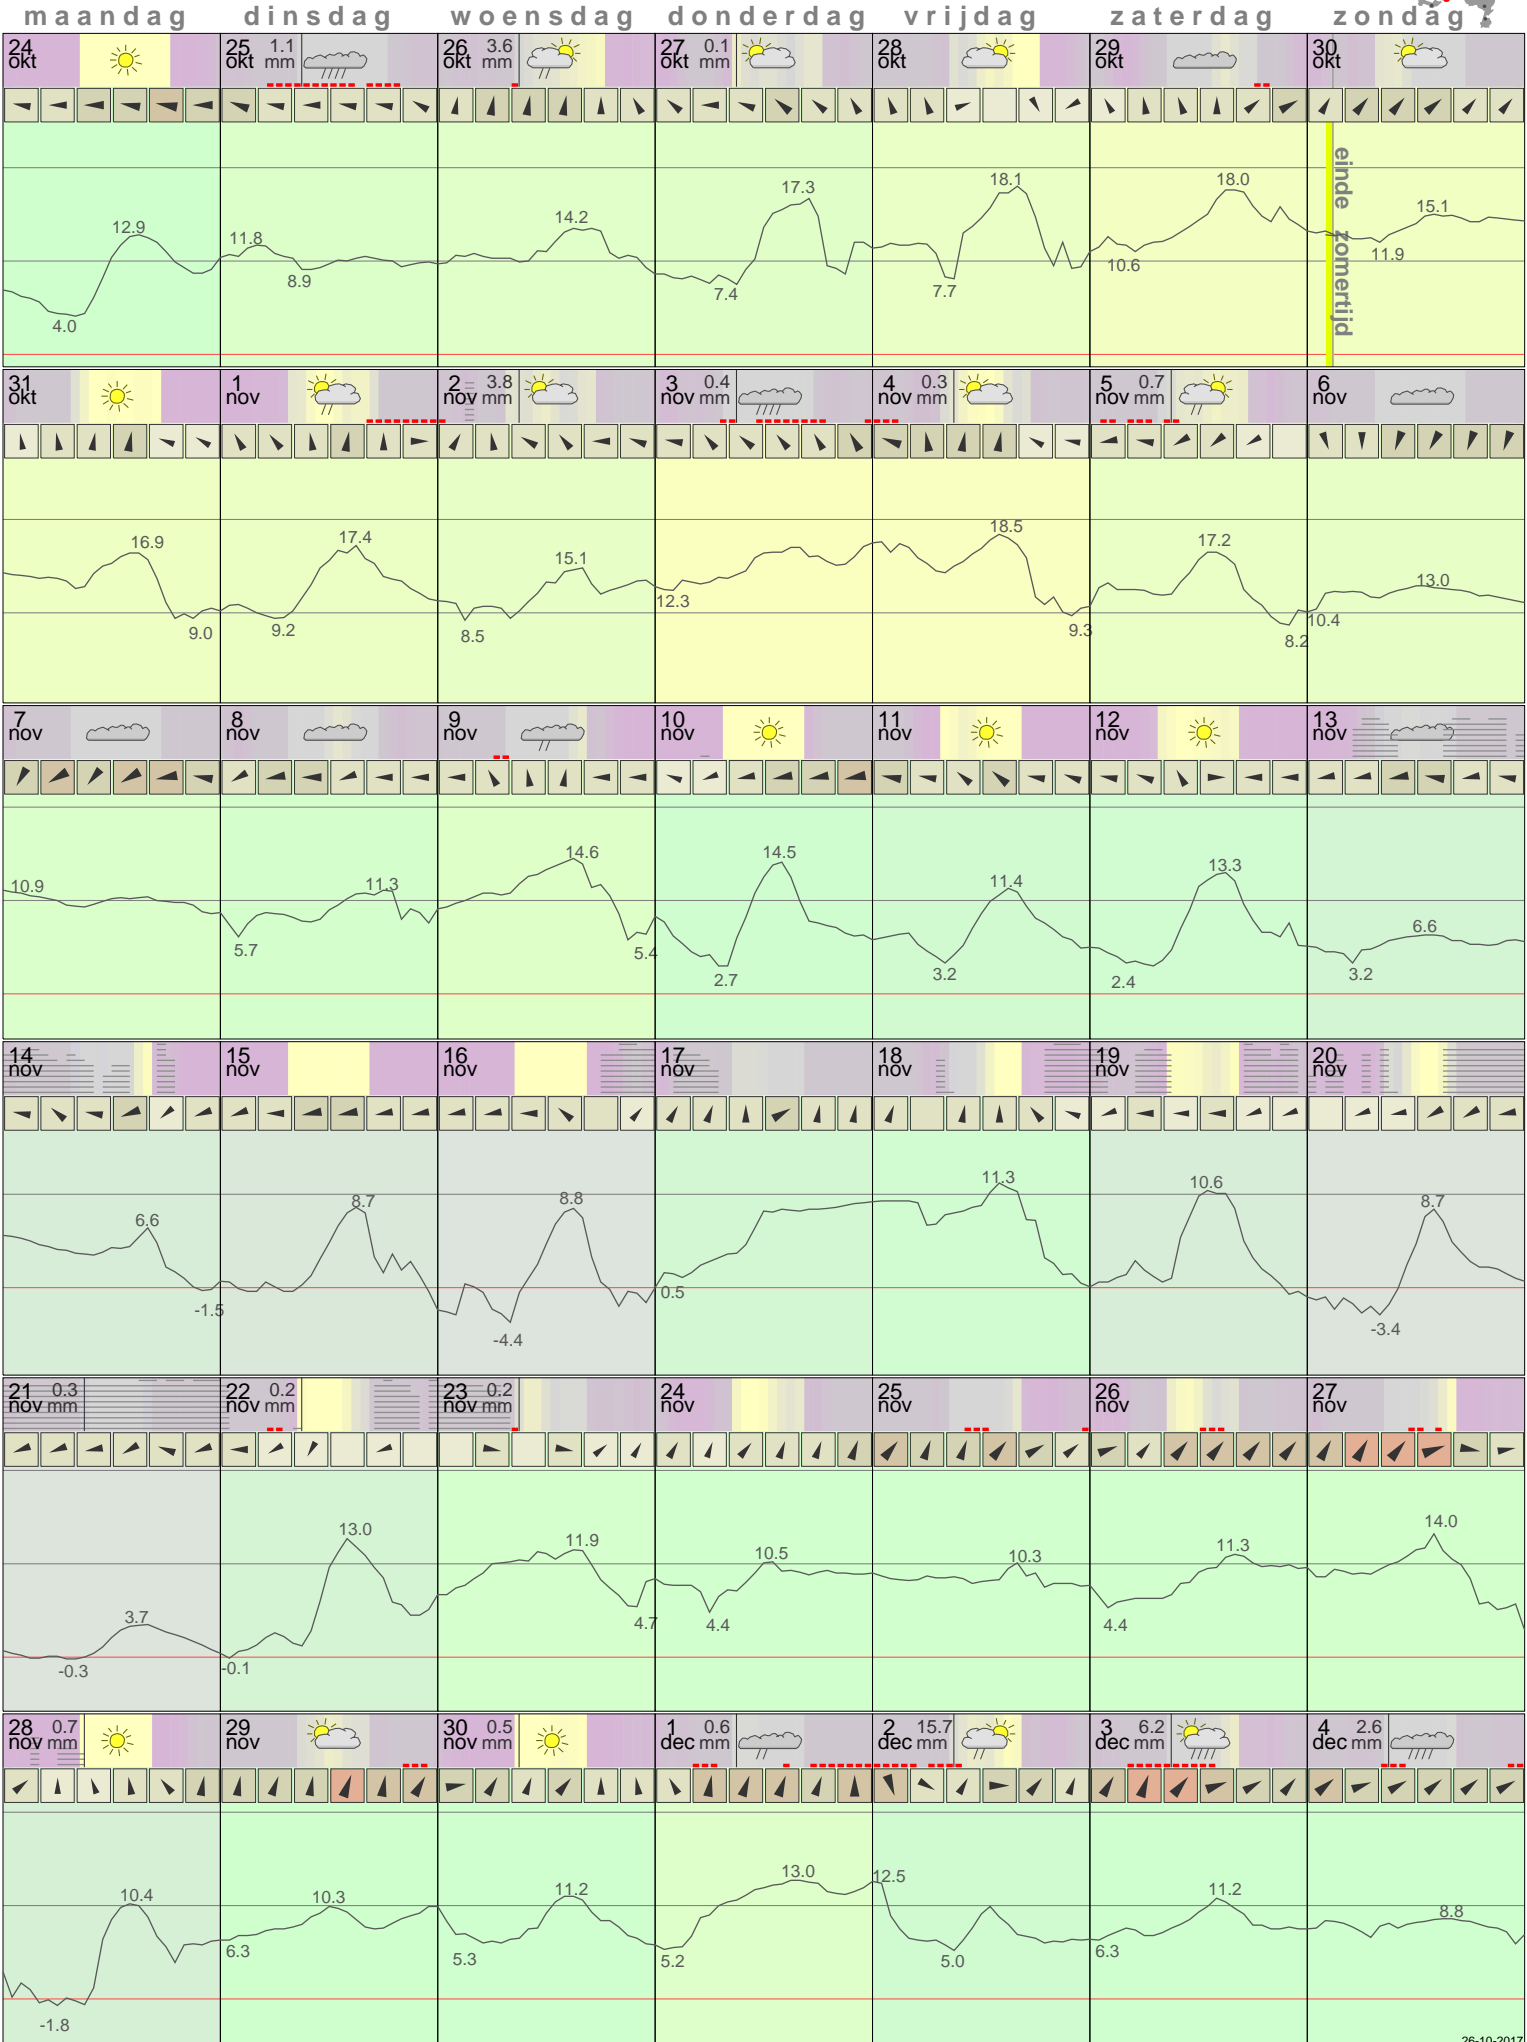 maandag dinsdag woensdag donderdag vrijdag zaterdag zondag
24 okt 25 okt 1.1 mm 26 okt 3.6 mm 27 okt 0.1 mm 28 okt 29 okt 30 okt
12.9 4.0 11.8 8.9 14.2 17.3 7.4 18.1 7.7 18.0 10.6 15.1 11.9
einde zomertijd
31 okt 1 nov 2 nov 3.8 mm 3 nov 0.4 mm 4 nov 0.3 mm 5 nov 0.7 mm 6 nov
16.9 9.0 17.4 9.2 15.1 8.5 12.3 18.5 9.3 17.2 8.2 13.0 10.4
7 nov 8 nov 9 nov 10 nov 11 nov 12 nov 13 nov
10.9 5.7 11.3 14.6 5.4 14.5 2.7 11.4 3.2 13.3 2.4 6.6 3.2
14 nov 15 nov 16 nov 17 nov 18 nov 19 nov 20 nov
6.6 -1.5 8.7 8.8 -4.4 0.5 11.3 10.6 8.7 -3.4
21 nov 0.3 mm 22 nov 0.2 mm 23 nov 0.2 mm 24 nov 25 nov 26 nov 27 nov
3.7 -0.3 13.0 -0.1 11.9 4.7 10.5 4.4 10.3 11.3 4.4 14.0
28 nov 0.7 mm 29 nov 30 nov 0.5 mm 1 dec 0.6 mm 2 dec 15.7 mm 3 dec 6.2 mm 4 dec 2.6 mm
10.4 -1.8 10.3 6.3 11.2 5.3 13.0 5.2 12.5 5.0 11.2 6.3 8.8
26-10-2017